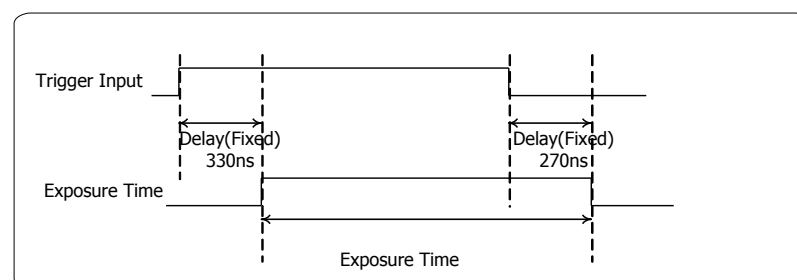 Trigger Input
Delay(Fixed)
330ns
Delay(Fixed)
270ns
Exposure Time
Exposure Time